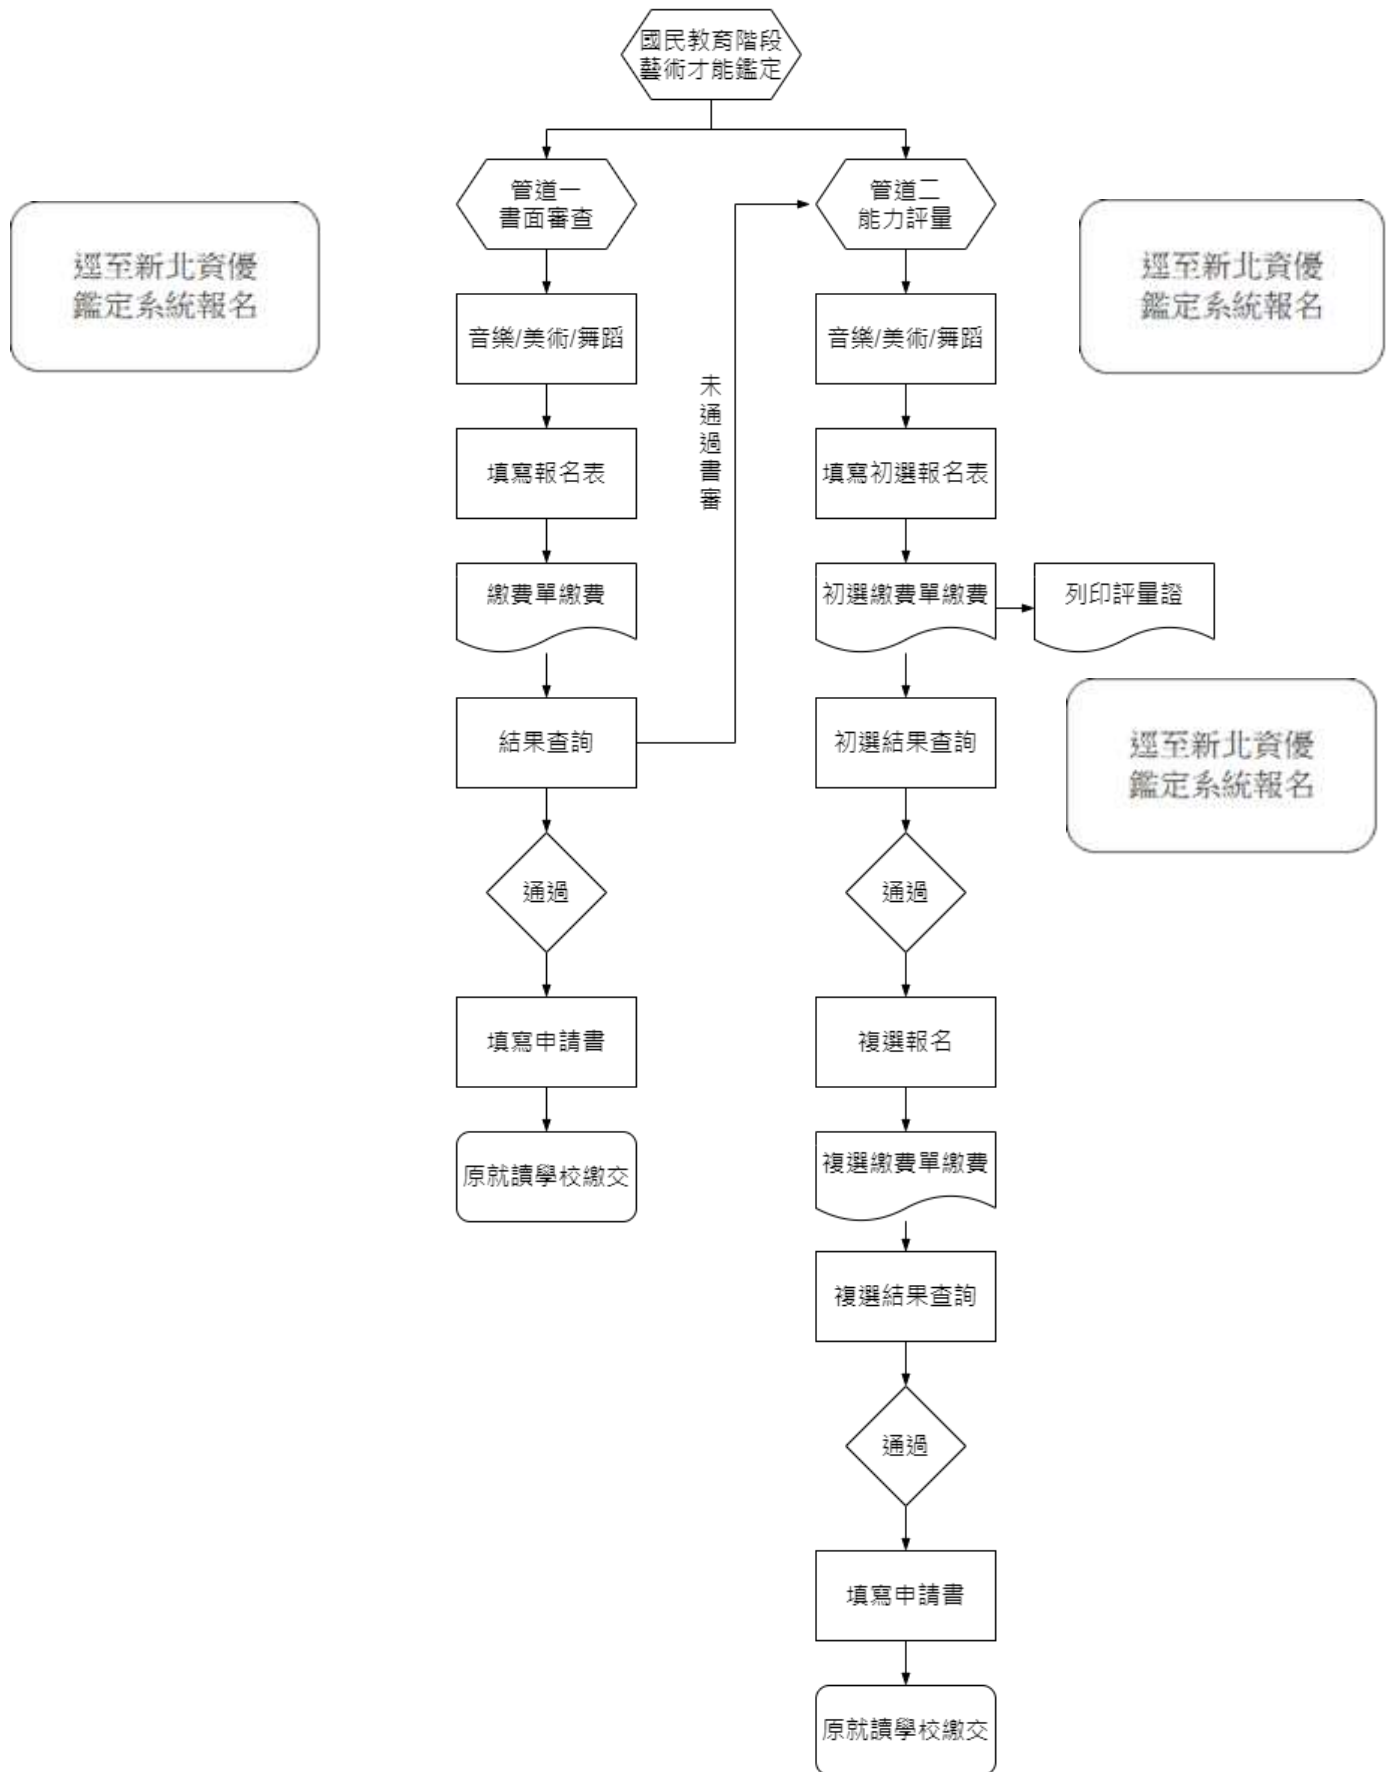 國民教育階段
藝術才能鑑定
管道一
書面審查
管道二
能力評量
逕至新北資優
鑑定系統報名
逕至新北資優
鑑定系統報名
音樂/美術/舞蹈
音樂/美術/舞蹈
未通過書審
填寫報名表
填寫初選報名表
繳費單繳費
初選繳費單繳費
列印評量證
結果查詢
初選結果查詢
逕至新北資優
鑑定系統報名
通過
通過
填寫申請書
複選報名
原就讀學校繳交
複選繳費單繳費
複選結果查詢
通過
填寫申請書
原就讀學校繳交